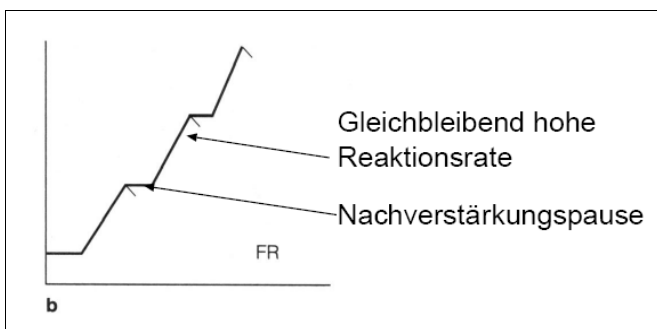 Gleichbleibend hohe
Reaktionsrate
Nachverstärkungspause
FR
b